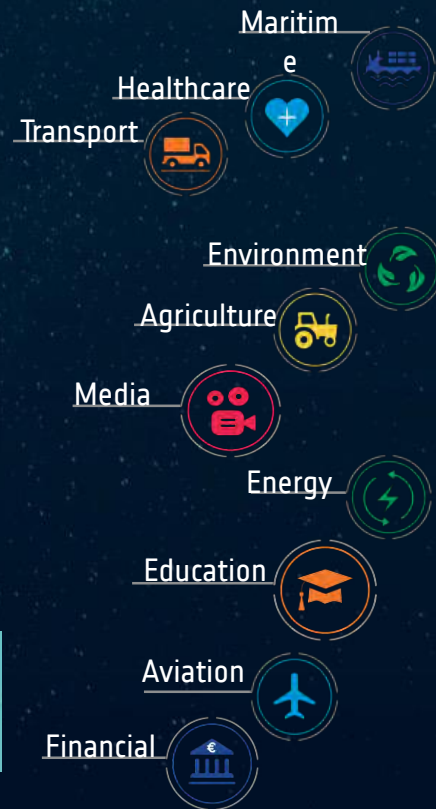 Maritim
e
Healthcare
Transport
Environment
Agriculture
Media
Energy
Education
Aviation
Financial
€